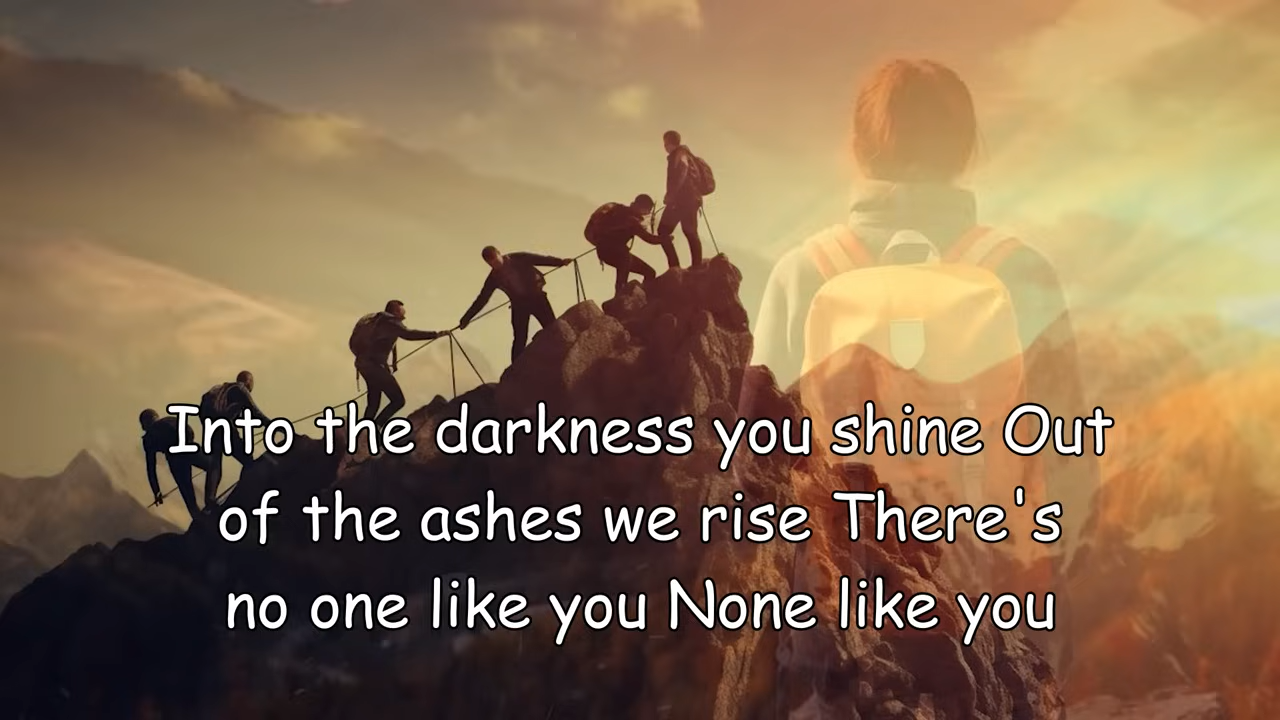 Into the darkness you shine Out
of the ashes we rise There's
no one like you None like you